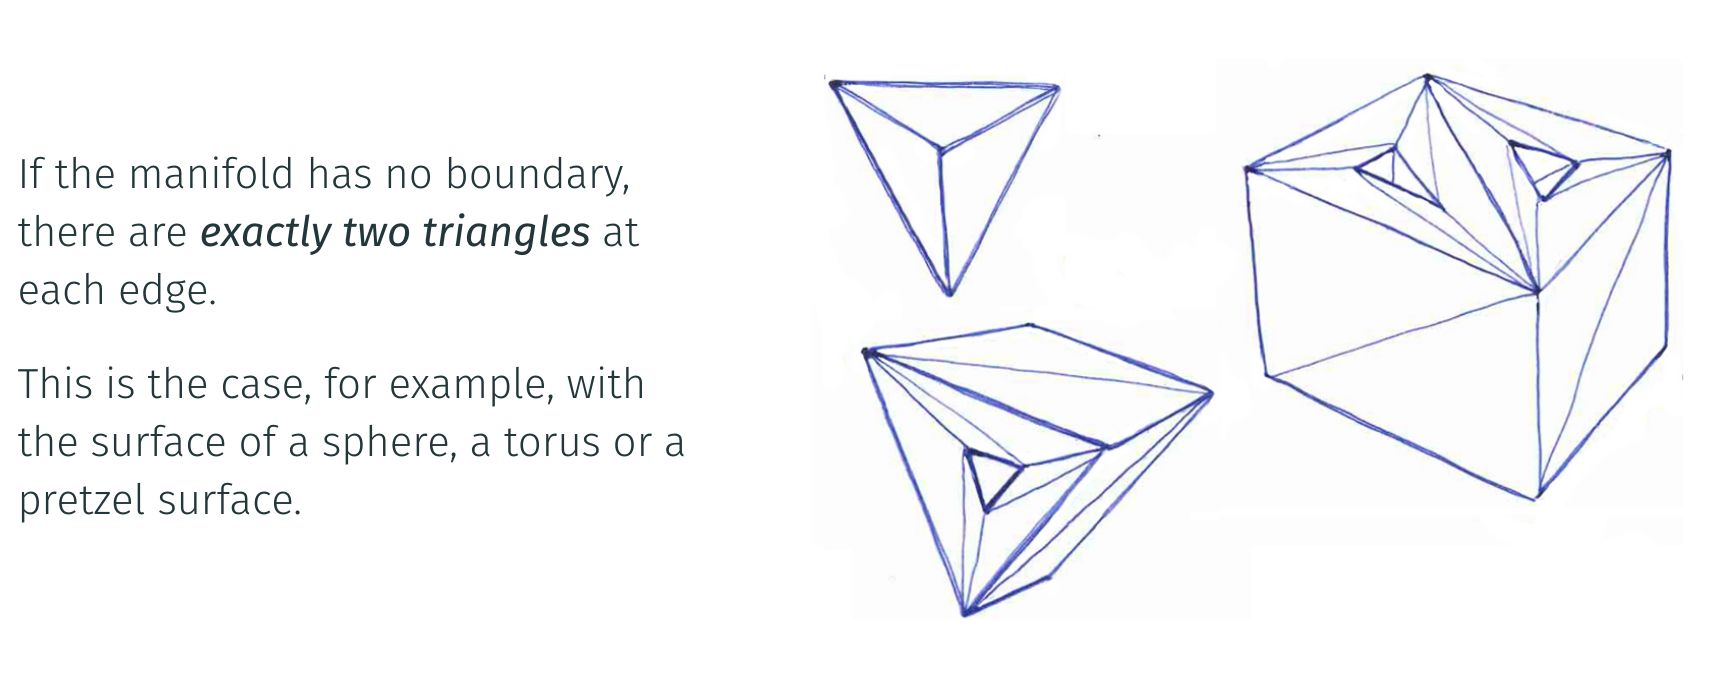 If the manifold has no boundary,
there are exactly two triangles at
each edge.
This is the case, for example, with
the surface of a sphere, a torus or a
pretzel surface.